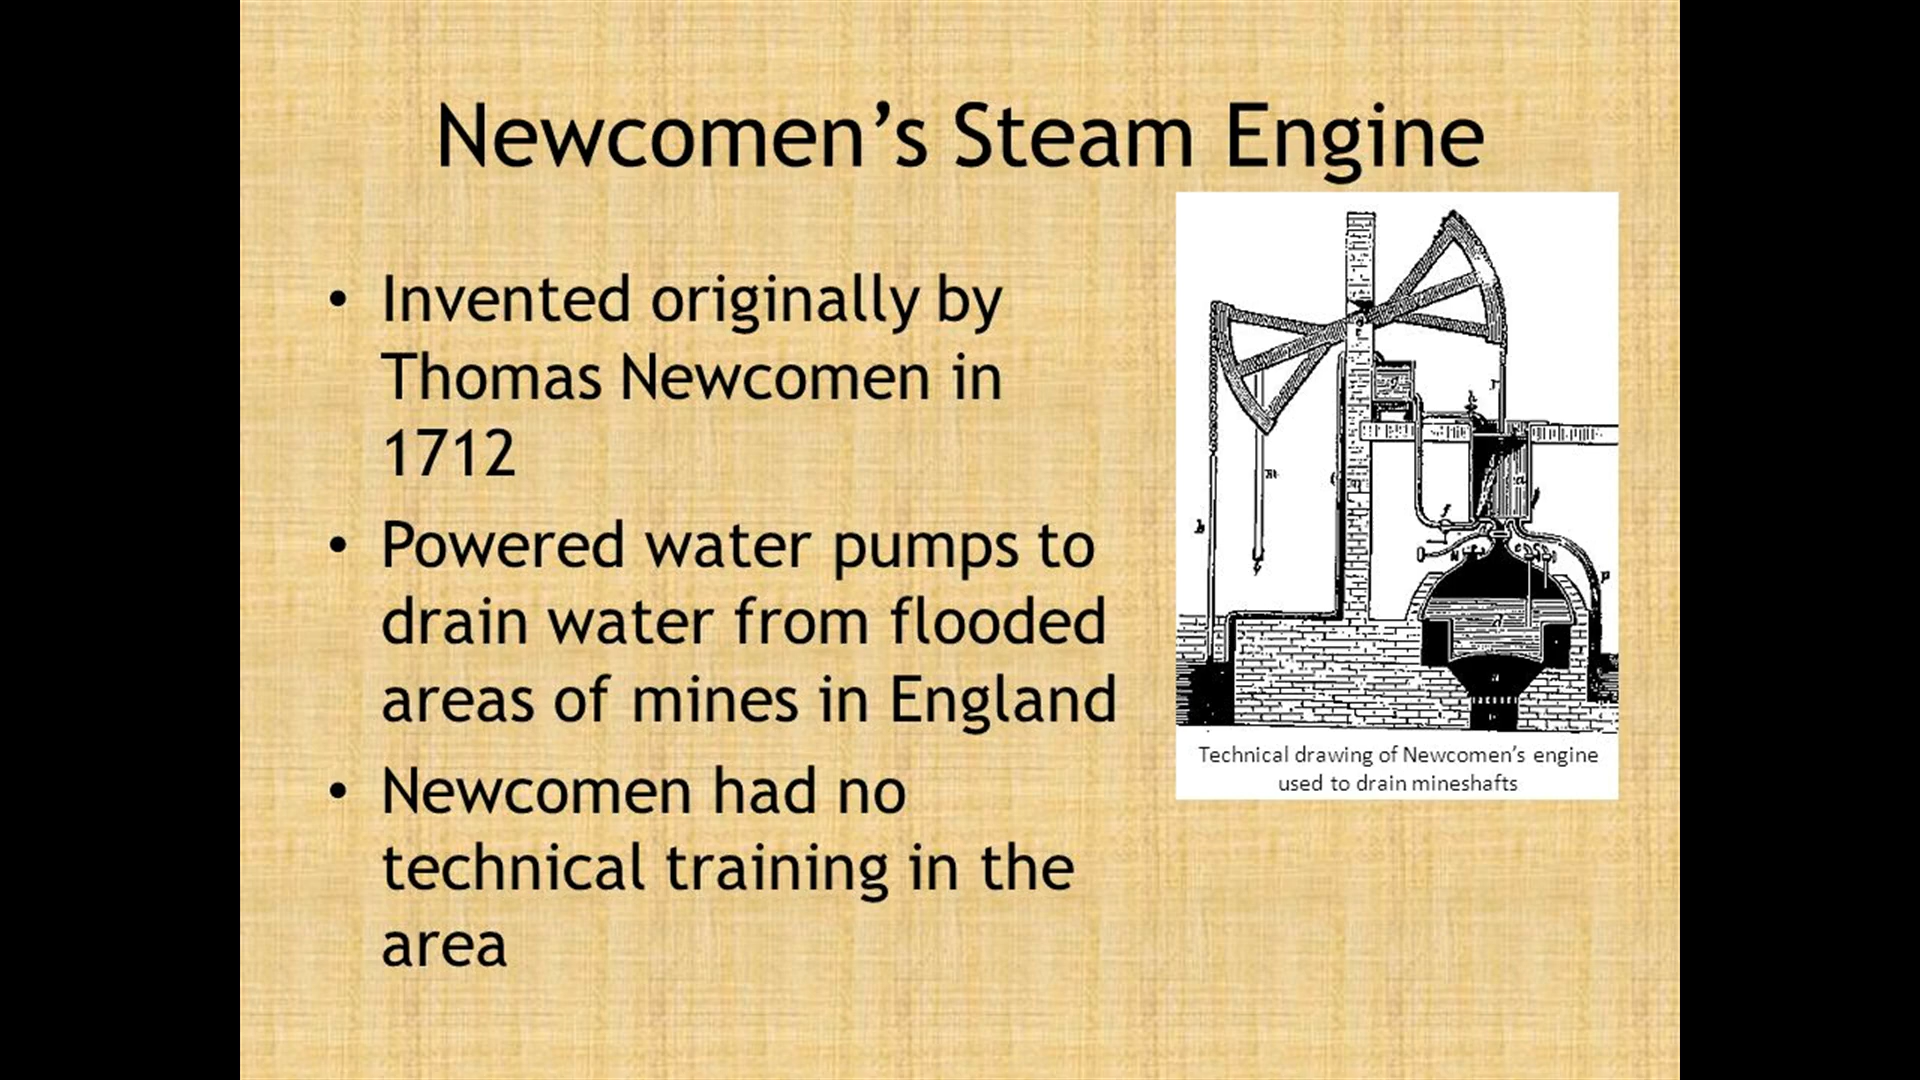 Newcomen’s Steam Engine
• Invented originally by
Thomas Newcomen in
1712
• Powered water pumps to
drain water from flooded
areas of mines in England
• Newcomen had no
technical training in the
area
Technical drawing of Newcomen’s engine
used to drain mineshafts